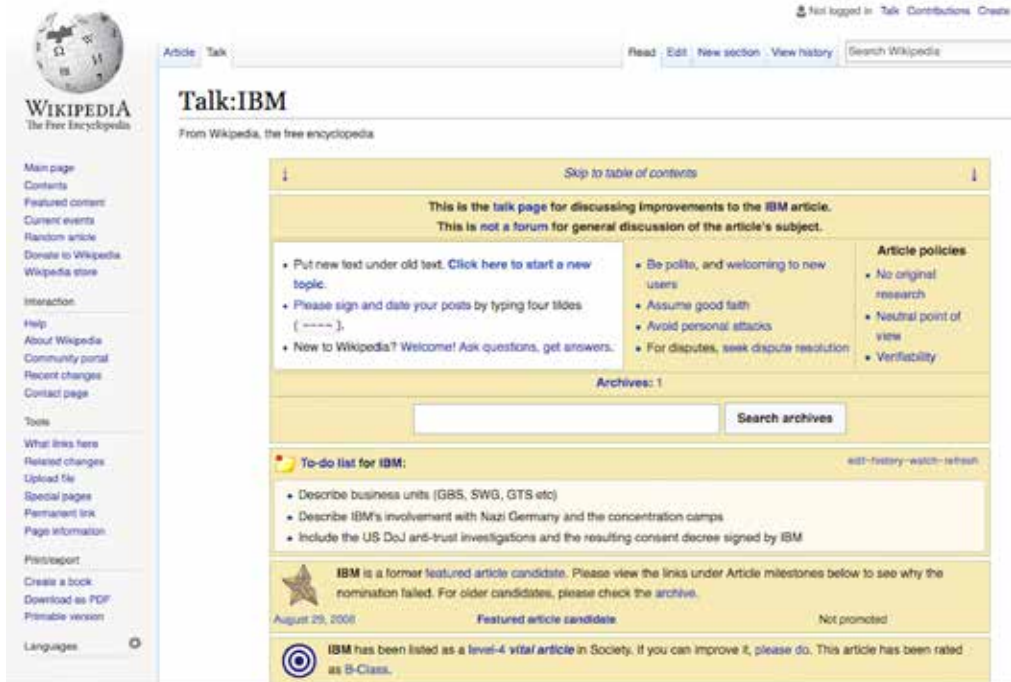 Not logged in Talk Contributions Create
Article Talk
Read Edit New section View history Search Wikipedia
WIKIPEDIA
The Free Encyclopedia
Talk:IBM
From Wikipedia, the free encyclopedia
Main page
Contents
Featured content
Current events
Random article
Donate to Wikipedia
Wikipedia store
Interaction
Help
About Wikipedia
Community portal
Recent changes
Contact page
Tools
What links here
Related changes
Upload file
Special pages
Permanent link
Page information
Print/export
Create a book
Download as PDF
Printable version
Languages
↓ Skip to table of contents ↓
This is the talk page for discussing improvements to the IBM article.
This is not a forum for general discussion of the article's subject.
• Put new text under old text. Click here to start a new
topic.
• Please sign and date your posts by typing four tildes
( ~~~~ ).
• New to Wikipedia? Welcome! Ask questions, get answers.
• Be polite, and welcoming to new
users
• Assume good faith
• Avoid personal attacks
• For disputes, seek dispute resolution
Article policies
• No original
research
• Neutral point of
view
• Verifiability
Archives: 1
Search archives
To-do list for IBM: edit·history·watch·refresh
• Describe business units (GBS, SWG, GTS etc)
• Describe IBM's involvement with Nazi Germany and the concentration camps
• Include the US DoJ anti-trust investigations and the resulting consent decree signed by IBM
IBM is a former featured article candidate. Please view the links under Article milestones below to see why the
nomination failed. For older candidates, please check the archive.
August 29, 2008 Featured article candidate Not promoted
IBM has been listed as a level-4 vital article in Society. If you can improve it, please do. This article has been rated
as B-Class.